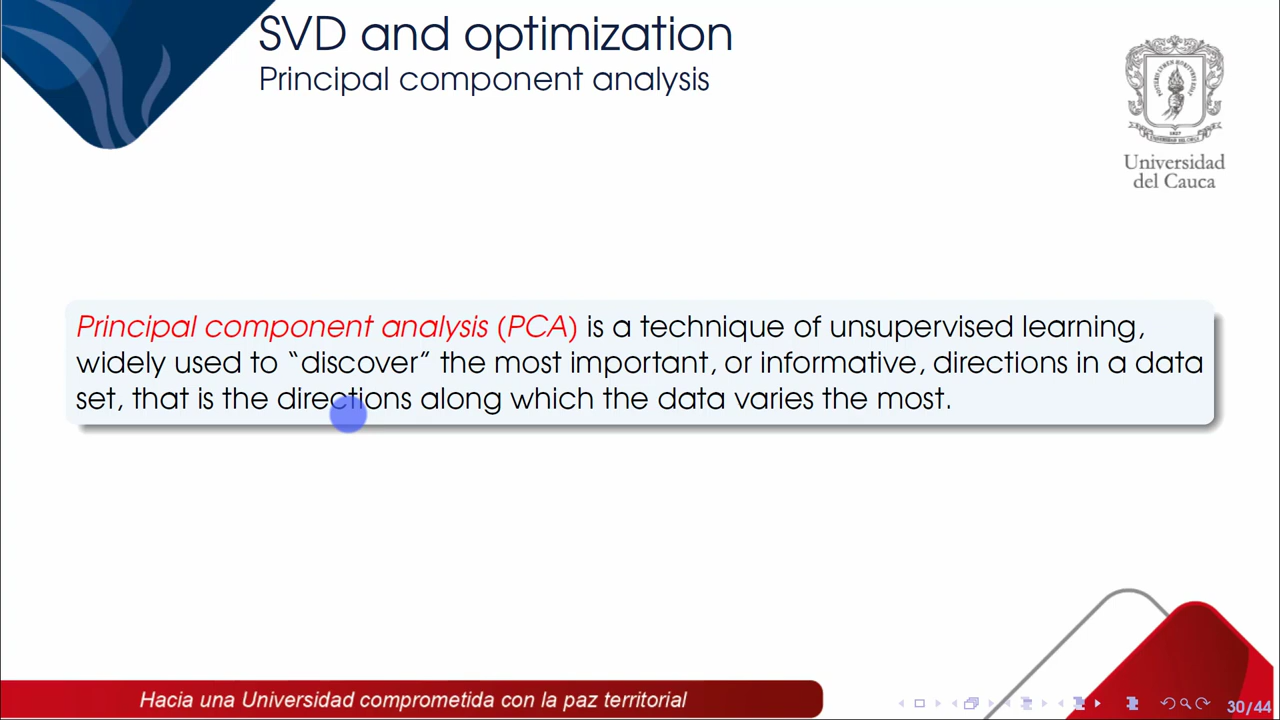 SVD and optimization
Principal component analysis
Universidad
del Cauca
Principal component analysis (PCA) is a technique of unsupervised learning,
widely used to “discover” the most important, or informative, directions in a data
set, that is the directions along which the data varies the most.
Hacia una Universidad comprometida con la paz territorial
30/44